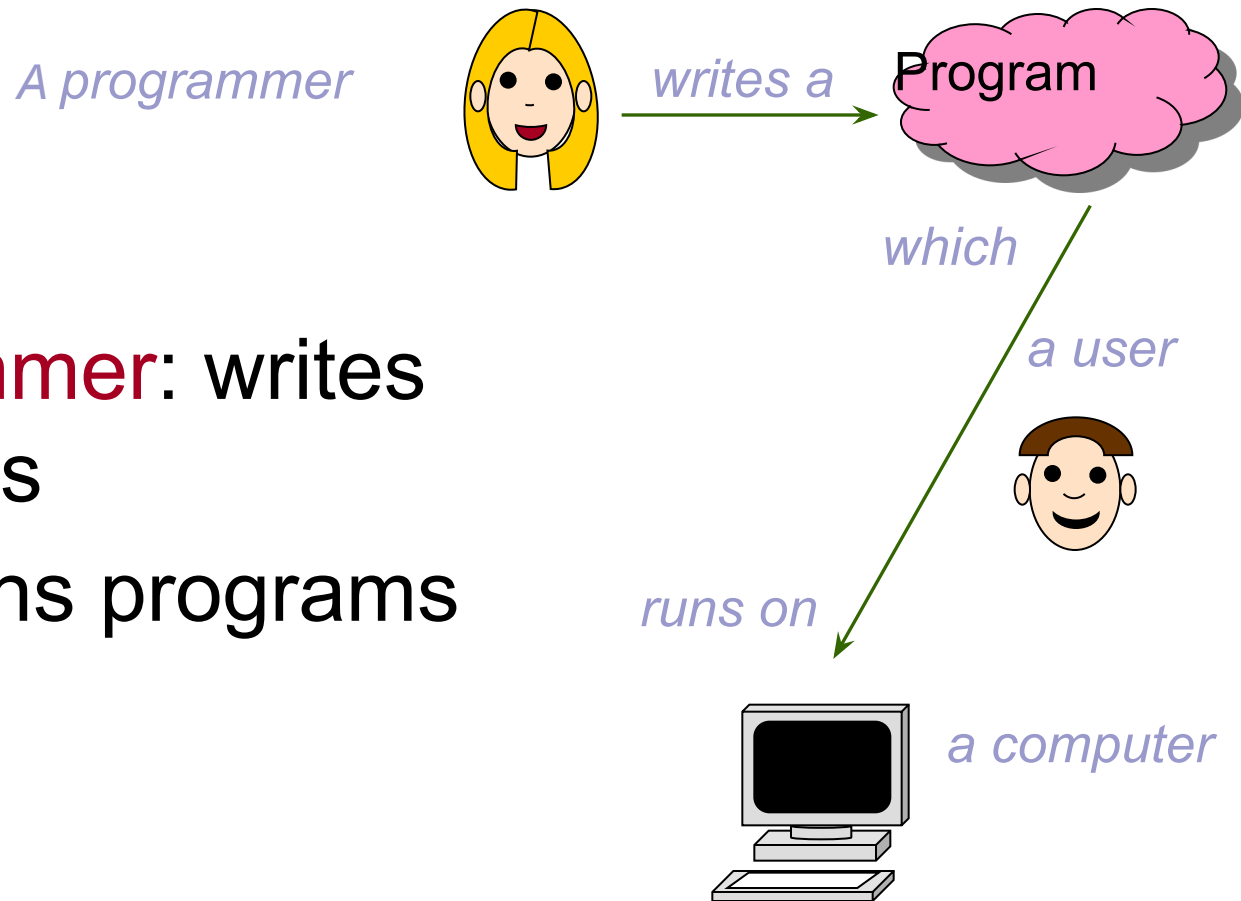 A programmer
writes a
Program
which
a user
mmer: writes
s
ns programs
runs on
a computer